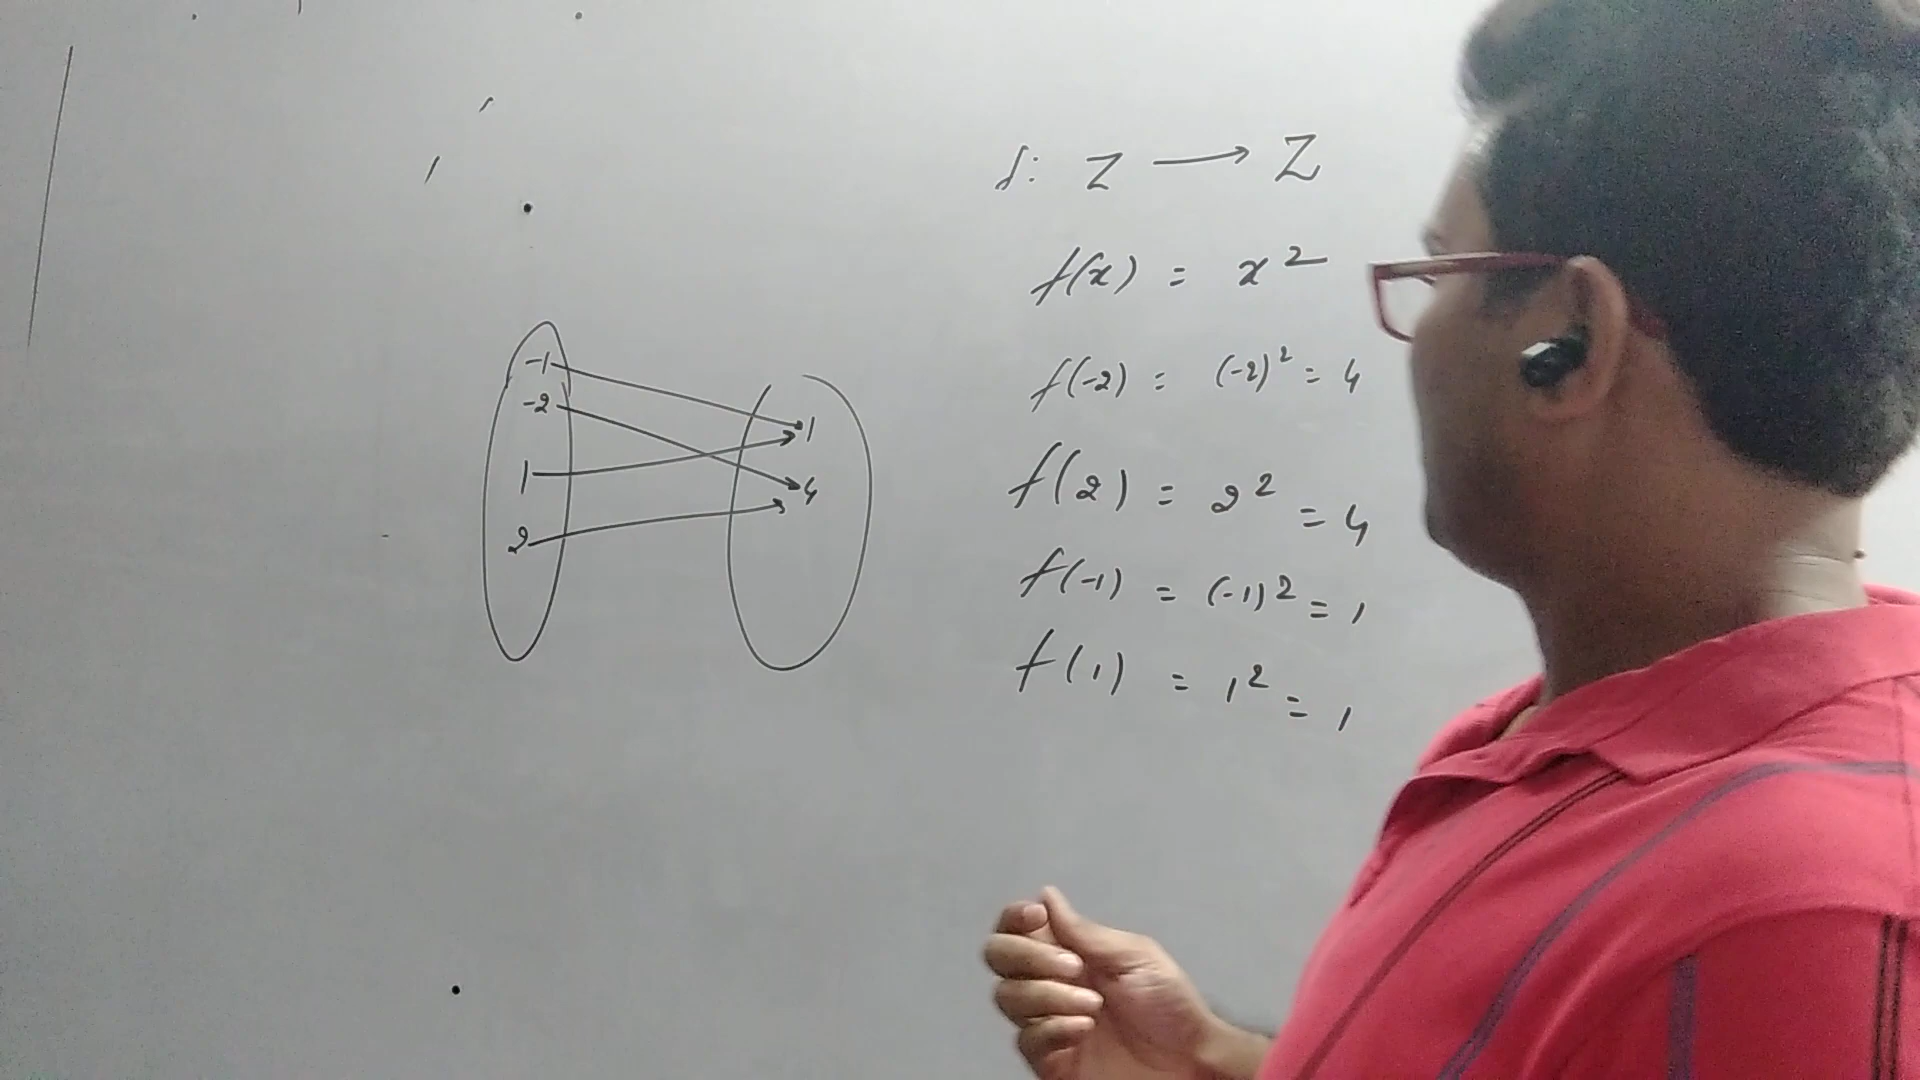 f: Z → Z
f(x) = x²
f(-2) = (-2)² = 4
f(2) = 2² = 4
f(-1) = (-1)² = 1
f(1) = 1² = 1
-1
-2
1
2
1
4